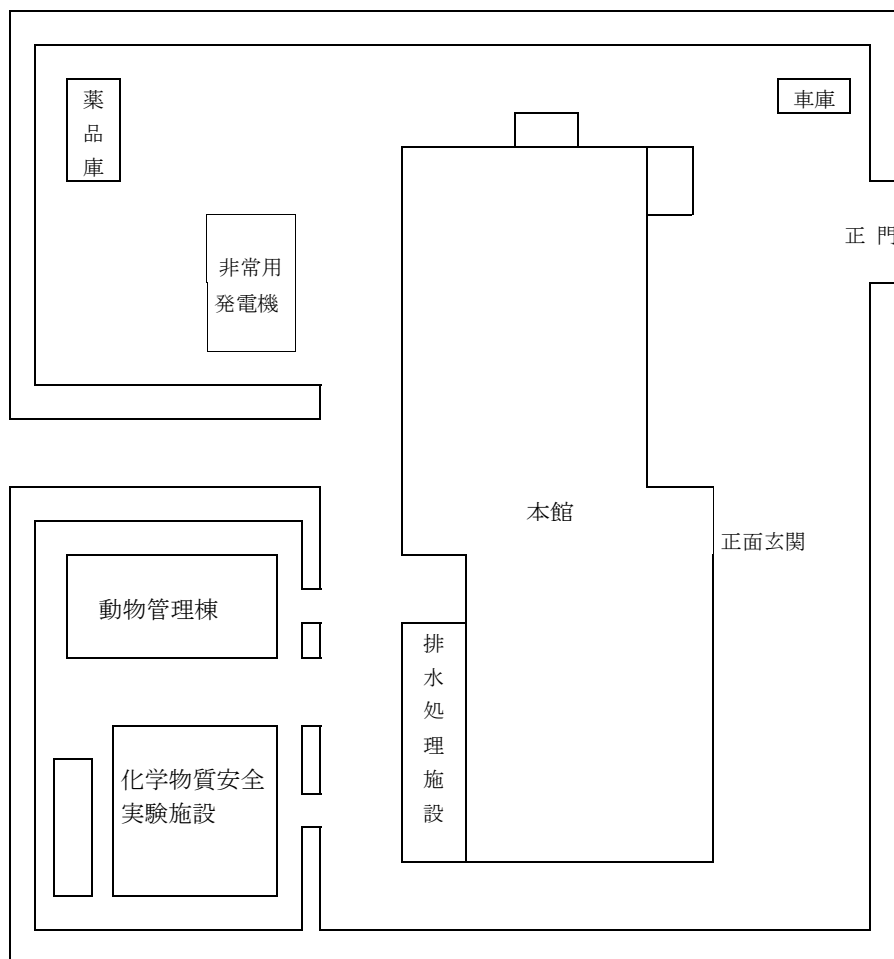 薬品庫
車庫
正 門
非常用
発電機
本館
正面玄関
動物管理棟
排水処理施設
化学物質安全
実験施設